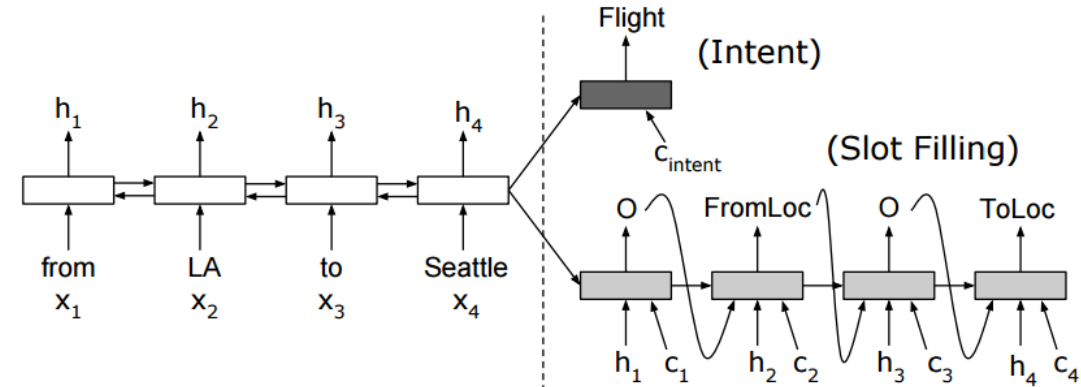 Flight
(Intent)
h1 h2 h3 h4
cintent
(Slot Filling)
O FromLoc O ToLoc
from LA to Seattle
x1 x2 x3 x4
h1 c1 h2 c2 h3 c3 h4 c4